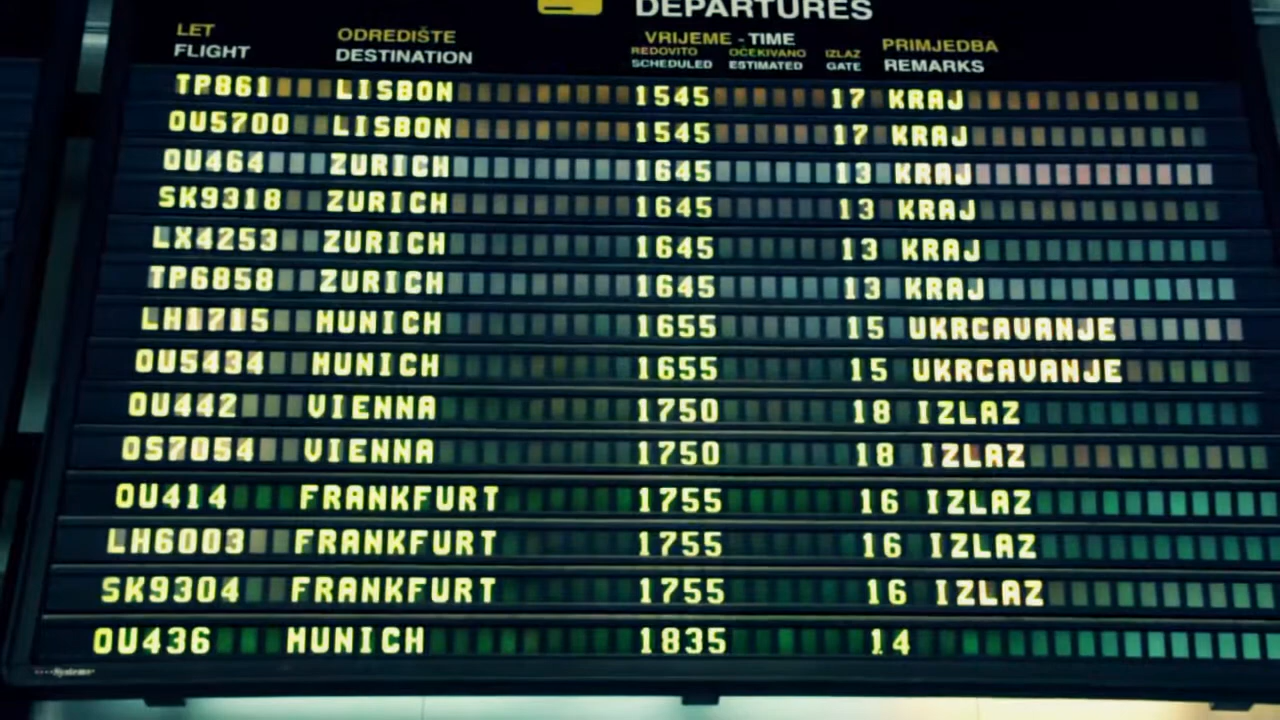 DEPARTURES
LET ODREDIŠTE VRIJEME - TIME PRIMJEDBA
FLIGHT DESTINATION REDOVITO OČEKIVANO IZLAZ REMARKS
SCHEDULED ESTIMATED GATE
TP861 LISBON 1545 17 KRAJ
OU5700 LISBON 1545 17 KRAJ
OU464 ZURICH 1645 13 KRAJ
SK9318 ZURICH 1645 13 KRAJ
LX4253 ZURICH 1645 13 KRAJ
TP6858 ZURICH 1645 13 KRAJ
LH1715 MUNICH 1655 15 UKRCAVANJE
OU5434 MUNICH 1655 15 UKRCAVANJE
OU442 VIENNA 1750 18 IZLAZ
OS7054 VIENNA 1750 18 IZLAZ
OU414 FRANKFURT 1755 16 IZLAZ
LH6003 FRANKFURT 1755 16 IZLAZ
SK9304 FRANKFURT 1755 16 IZLAZ
OU436 MUNICH 1835 14